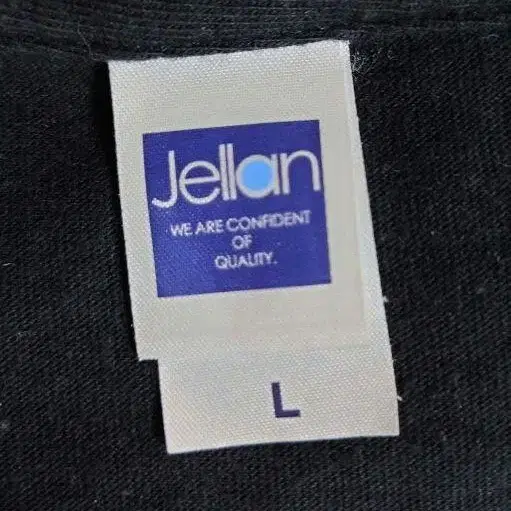 Jellan
WE ARE CONFIDENT
OF
QUALITY.
L